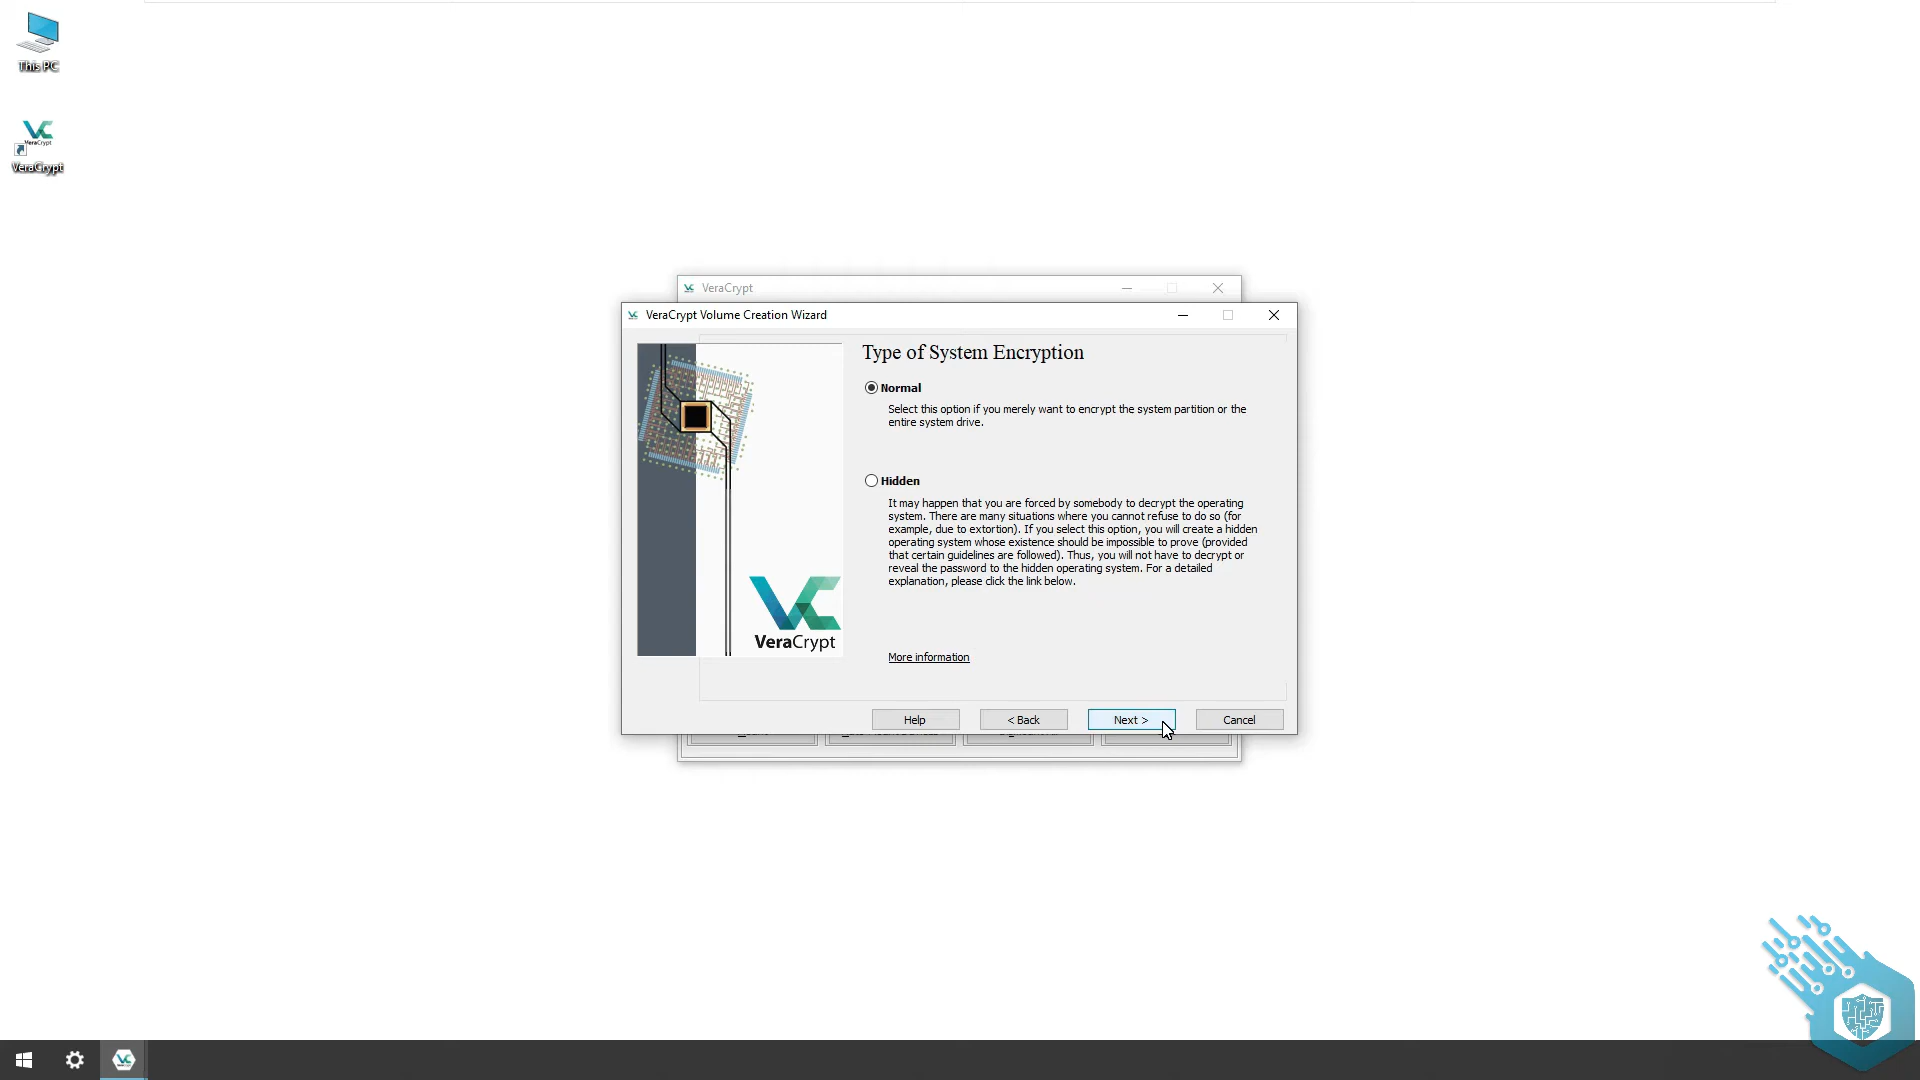 This PC
VeraCrypt
VeraCrypt
VeraCrypt
VeraCrypt Volume Creation Wizard
Type of System Encryption
Normal
Select this option if you merely want to encrypt the system partition or the
entire system drive.
Hidden
It may happen that you are forced by somebody to decrypt the operating
system. There are many situations where you cannot refuse to do so (for
example, due to extortion). If you select this option, you will create a hidden
operating system whose existence should be impossible to prove (provided
that certain guidelines are followed). Thus, you will not have to decrypt or
reveal the password to the hidden operating system. For a detailed
explanation, please click the link below.
VeraCrypt
More information
Help
< Back
Next >
Cancel